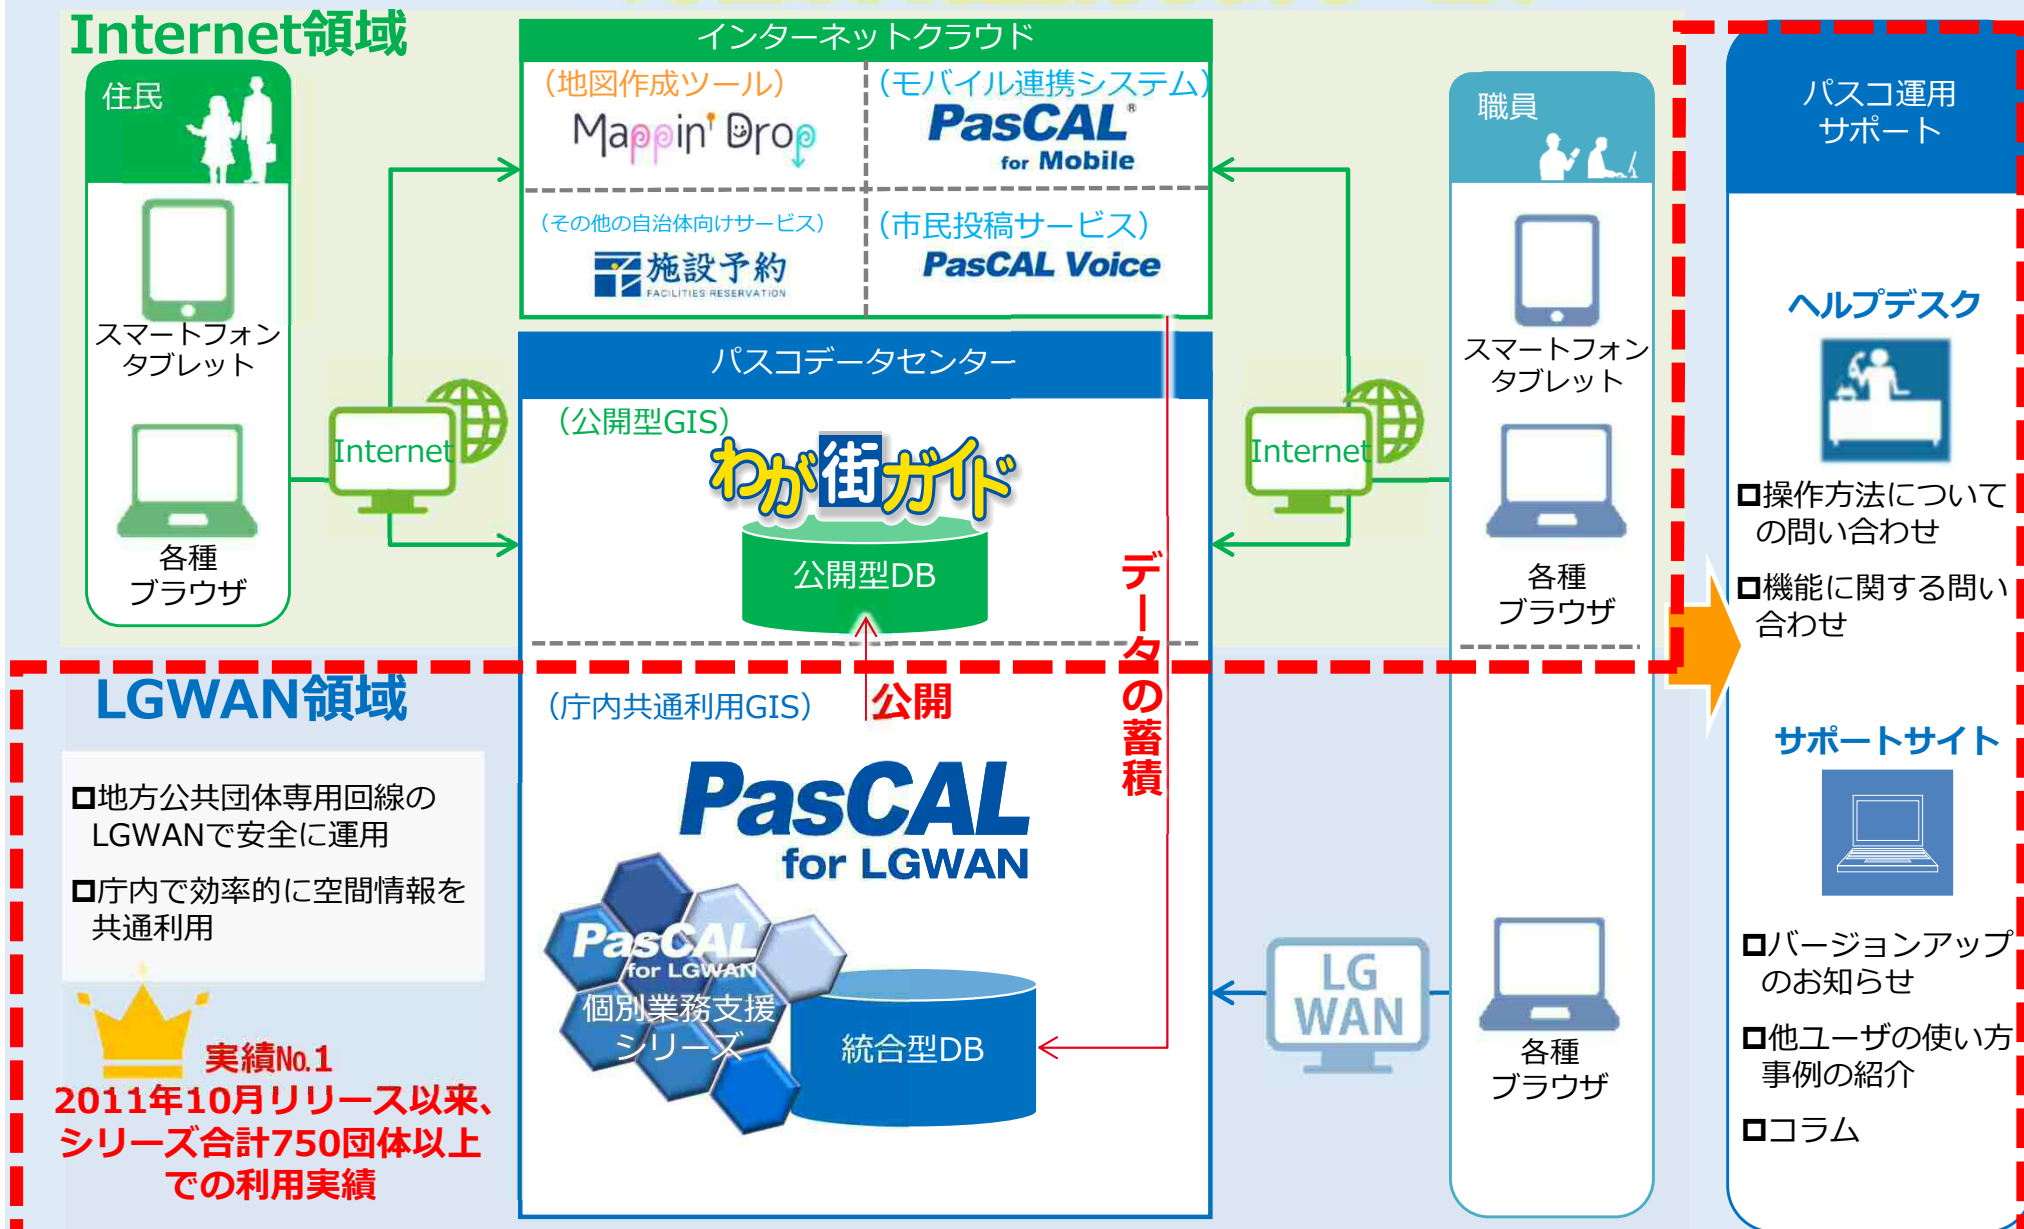 Internet領域
住民
スマートフォン
タブレット
各種
ブラウザ
Internet
インターネットクラウド
（地図作成ツール）
Mappin' Drop
（モバイル連携システム）
PasCAL®
for Mobile
（その他の自治体向けサービス）
施設予約
FACILITIES RESERVATION
（市民投稿サービス）
PasCAL Voice
パスコデータセンター
（公開型GIS）
わが街ガイド
公開型DB
公開
データの蓄積
（庁内共通利用GIS）
PasCAL
for LGWAN
PasCAL
for LGWAN
個別業務支援
シリーズ
統合型DB
Internet
職員
スマートフォン
タブレット
各種
ブラウザ
LG
WAN
各種
ブラウザ
LGWAN領域
地方公共団体専用回線の
LGWANで安全に運用
庁内で効率的に空間情報を
共通利用
実績№1
2011年10月リリース以来、
シリーズ合計750団体以上
での利用実績
パスコ運用
サポート
ヘルプデスク
操作方法について
の問い合わせ
機能に関する問い
合わせ
サポートサイト
バージョンアップ
のお知らせ
他ユーザの使い方
事例の紹介
コラム